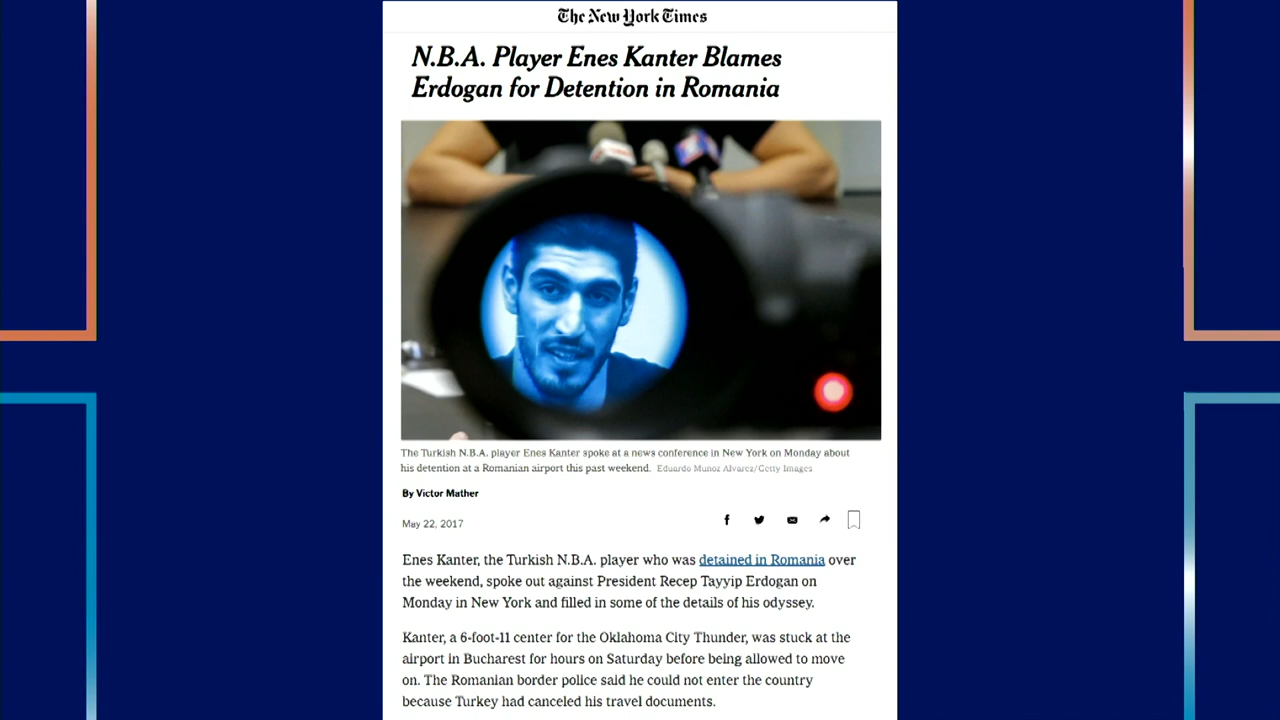 The New York Times
N.B.A. Player Enes Kanter Blames
Erdogan for Detention in Romania
The Turkish N.B.A. player Enes Kanter spoke at a news conference in New York on Monday about
his detention at a Romanian airport this past weekend. Eduardo Munoz Alvarez/Getty Images
By Victor Mather
May 22, 2017
Enes Kanter, the Turkish N.B.A. player who was detained in Romania over
the weekend, spoke out against President Recep Tayyip Erdogan on
Monday in New York and filled in some of the details of his odyssey.
Kanter, a 6-foot-11 center for the Oklahoma City Thunder, was stuck at the
airport in Bucharest for hours on Saturday before being allowed to move
on. The Romanian border police said he could not enter the country
because Turkey had canceled his travel documents.